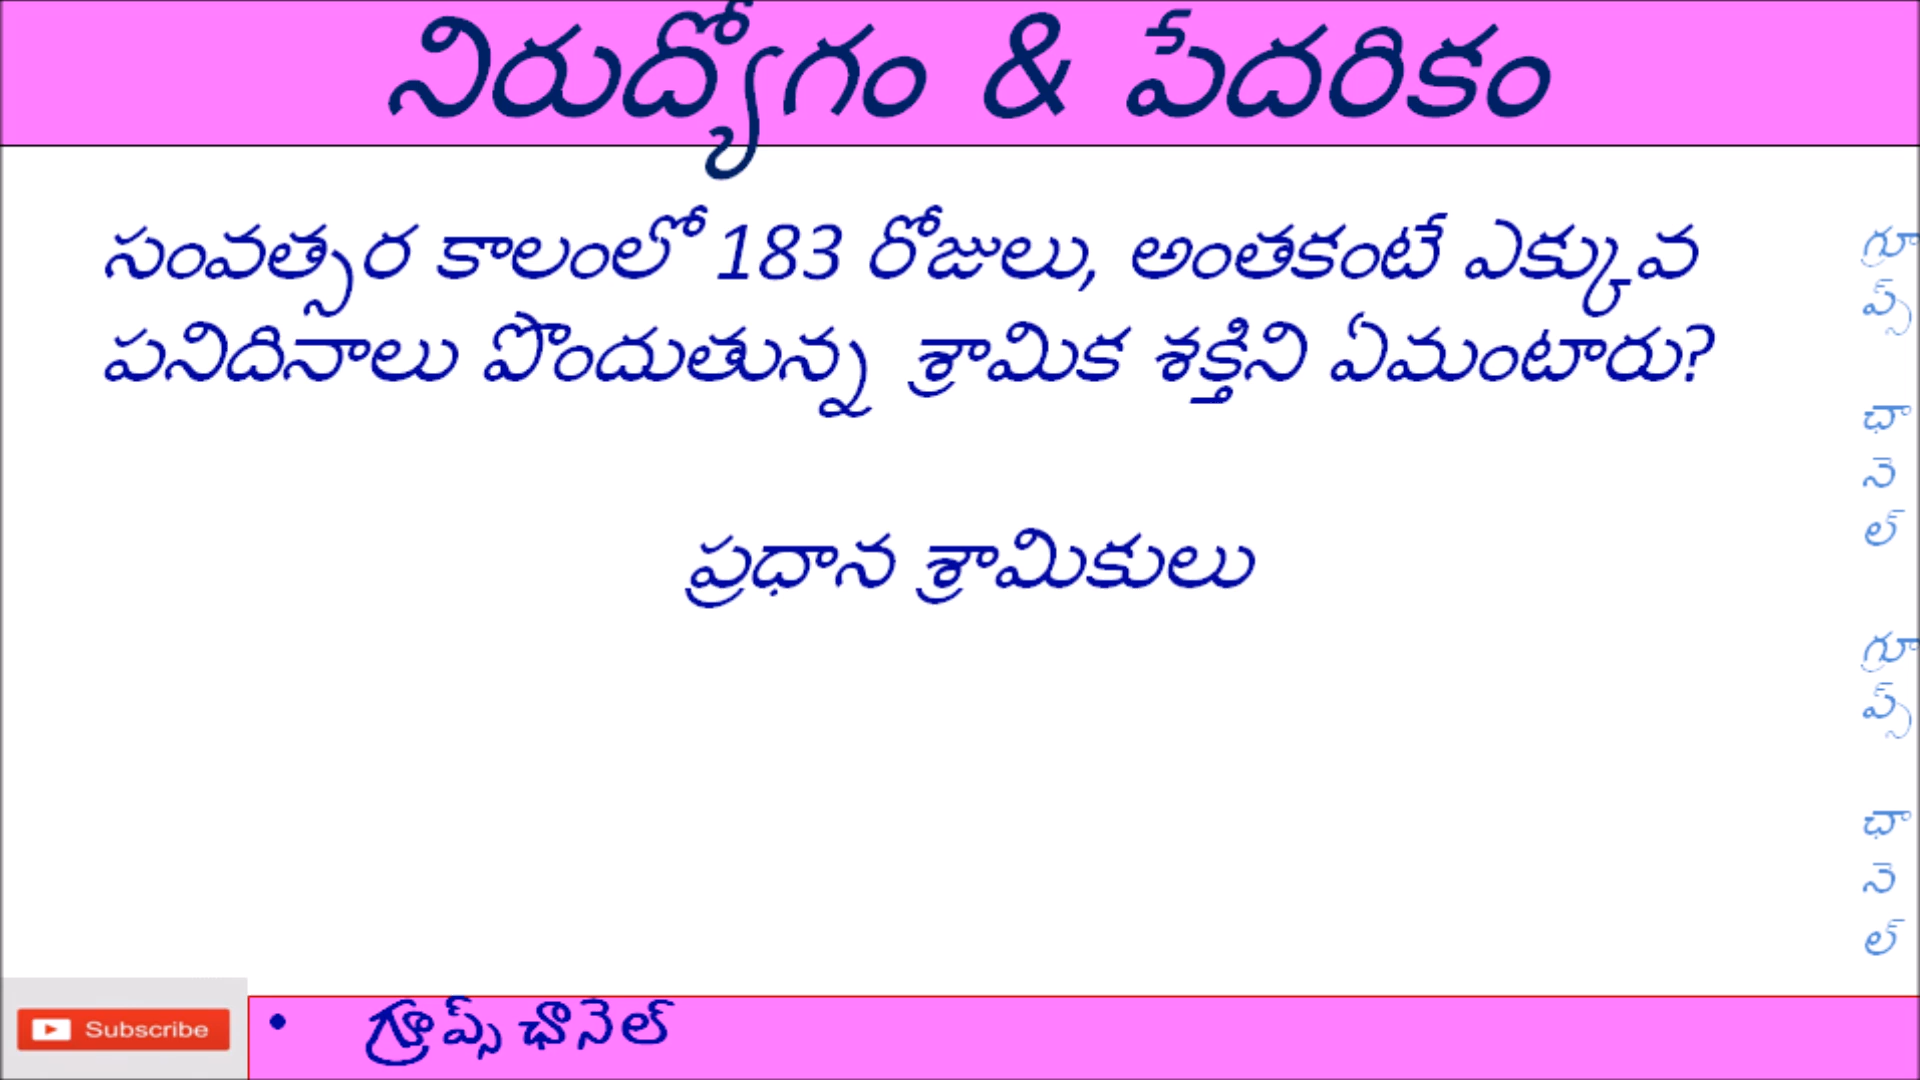 నిరుద్యోగం & పేదరికం
సంవత్సర కాలంలో 183 రోజులు, అంతకంటే ఎక్కువ
పనిదినాలు పొందుతున్న శ్రామిక శక్తిని ఏమంటారు?
ప్రధాన శ్రామికులు
గ్రూ
ప్స్
ఛా
నె
ల్
గ్రూ
ప్స్
ఛా
నె
ల్
Subscribe
• గ్రూప్స్ ఛానెల్